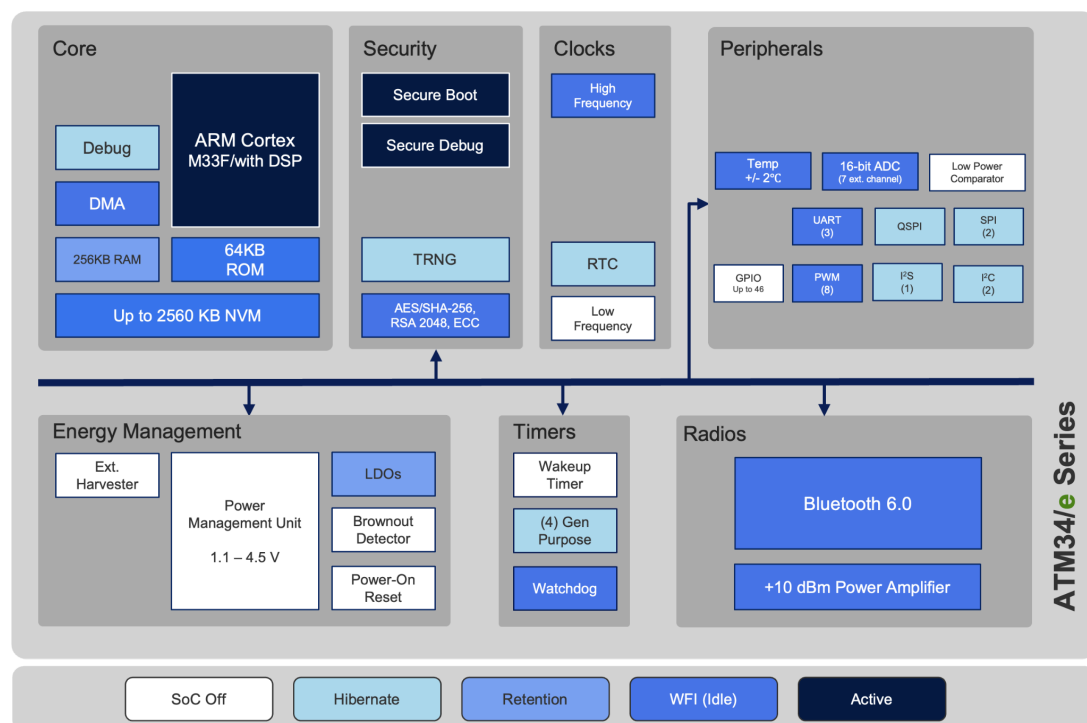 Core
Debug
DMA
256KB RAM
ARM Cortex
M33F/with DSP
64KB
ROM
Up to 2560 KB NVM
Security
Secure Boot
Secure Debug
TRNG
AES/SHA-256,
RSA 2048, ECC
Clocks
High
Frequency
RTC
Low
Frequency
Peripherals
Temp
+/- 2℃
16-bit ADC
(7 ext. channel)
Low Power
Comparator
UART
(3)
QSPI
SPI
(2)
GPIO
Up to 46
PWM
(8)
I²S
(1)
I²C
(2)
Energy Management
Ext.
Harvester
Power
Management Unit
1.1 – 4.5 V
LDOs
Brownout
Detector
Power-On
Reset
Timers
Wakeup
Timer
(4) Gen
Purpose
Watchdog
Radios
Bluetooth 6.0
+10 dBm Power Amplifier
ATM34/e Series
SoC Off
Hibernate
Retention
WFI (Idle)
Active